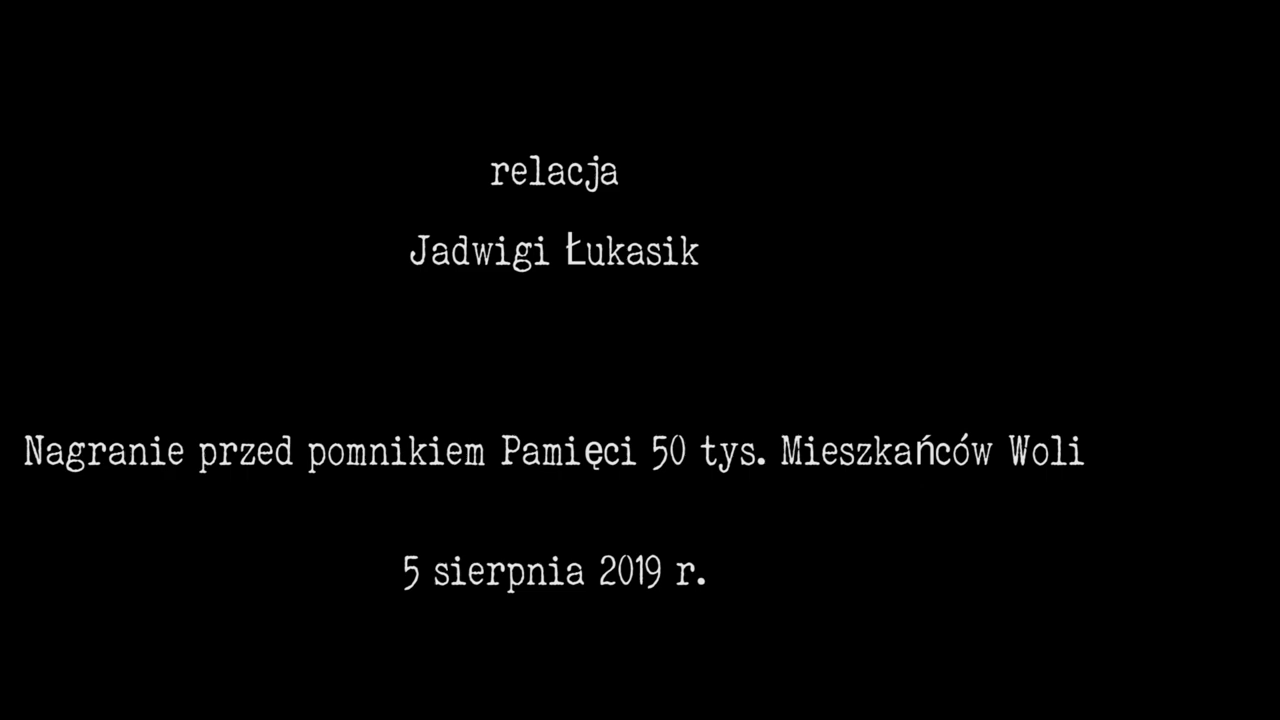 relacja
Jadwigi Łukasik
Nagranie przed pomnikiem Pamięci 50 tys. Mieszkańców Woli
5 sierpnia 2019 r.